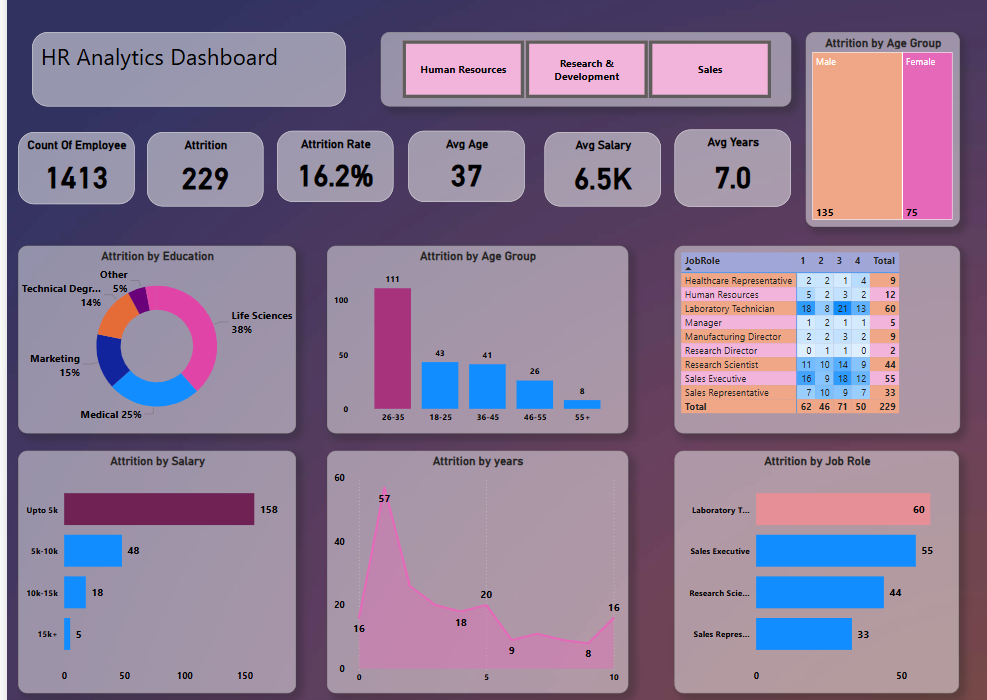 HR Analytics Dashboard
Human Resources
Research &
Development
Sales
Attrition by Age Group
Male
Female
135
75
Count Of Employee
1413
Attrition
229
Attrition Rate
16.2%
Avg Age
37
Avg Salary
6.5K
Avg Years
7.0
Attrition by Education
Other
5%
Technical Degr...
14%
Life Sciences
38%
Marketing
15%
Medical 25%
Attrition by Age Group
111
100
43
41
50
26
8
0
26-35 18-25 36-45 46-55 55+
JobRole 1 2 3 4 Total
Healthcare Representative 2 2 1 4 9
Human Resources 5 2 3 2 12
Laboratory Technician 18 8 21 13 60
Manager 1 2 1 1 5
Manufacturing Director 2 2 3 2 9
Research Director 0 1 1 0 2
Research Scientist 11 10 14 9 44
Sales Executive 16 9 18 12 55
Sales Representative 7 10 9 7 33
Total 62 46 71 50 229
Attrition by Salary
Upto 5k 158
5k-10k 48
10k-15k 18
15k+ 5
0 50 100 150
Attrition by years
60
57
40
20
20
18
16
16
9
8
0
0 5 10
Attrition by Job Role
Laboratory T... 60
Sales Executive 55
Research Scie... 44
Sales Repres... 33
0 50